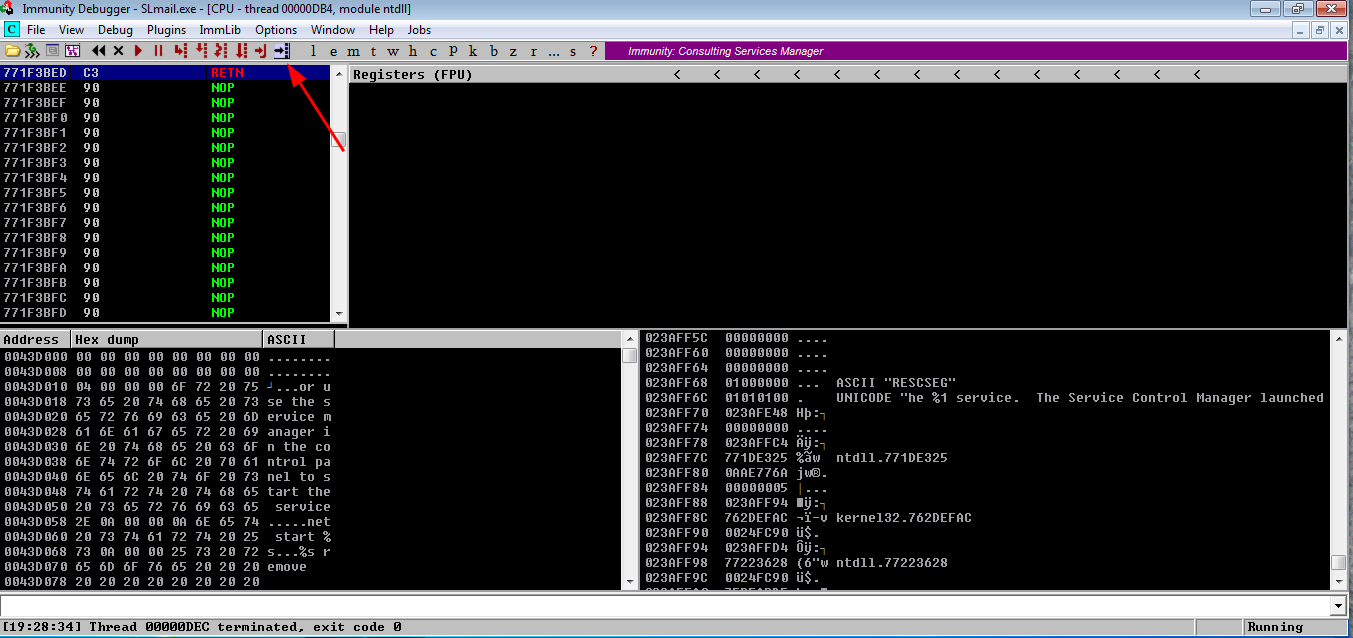 Immunity Debugger - SLmail.exe - [CPU - thread 00000DB4, module ntdll]
C File View Debug Plugins ImmLib Options Window Help Jobs
l e m t w h c P k b z r ... s ? Immunity: Consulting Services Manager
771F3BED C3 RETN
771F3BEE 90 NOP
771F3BEF 90 NOP
771F3BF0 90 NOP
771F3BF1 90 NOP
771F3BF2 90 NOP
771F3BF3 90 NOP
771F3BF4 90 NOP
771F3BF5 90 NOP
771F3BF6 90 NOP
771F3BF7 90 NOP
771F3BF8 90 NOP
771F3BF9 90 NOP
771F3BFA 90 NOP
771F3BFB 90 NOP
771F3BFC 90 NOP
771F3BFD 90 NOP
Registers (FPU) < < < < < < < < < < < < < <
Address Hex dump ASCII
0043D000 00 00 00 00 00 00 00 00 ........
0043D008 00 00 00 00 00 00 00 00 ........
0043D010 04 00 00 00 6F 72 20 75 ┘...or u
0043D018 73 65 20 74 68 65 20 73 se the s
0043D020 65 72 76 69 63 65 20 6D ervice m
0043D028 61 6E 61 67 65 72 20 69 anager i
0043D030 6E 20 74 68 65 20 63 6F n the co
0043D038 6E 74 72 6F 6C 20 70 61 ntrol pa
0043D040 6E 65 6C 20 74 6F 20 73 nel to s
0043D048 74 61 72 74 20 74 68 65 tart the
0043D050 20 73 65 72 76 69 63 65 service
0043D058 2E 0A 00 00 0A 6E 65 74 .....net
0043D060 20 73 74 61 72 74 20 25 start %
0043D068 73 0A 00 00 25 73 20 72 s...%s r
0043D070 65 6D 6F 76 65 20 20 20 emove
0043D078 20 20 20 20 20 20 20 20
023AFF5C 00000000 ....
023AFF60 00000000 ....
023AFF64 00000000 ....
023AFF68 01000000 ... ASCII "RESCSEG"
023AFF6C 01010100 . UNICODE "he %1 service. The Service Control Manager launched
023AFF70 023AFE48 Hþ:┐
023AFF74 00000000 ....
023AFF78 023AFFC4 Äÿ:┐
023AFF7C 771DE325 %ãw ntdll.771DE325
023AFF80 0AAE776A jw®.
023AFF84 00000005 |...
023AFF88 023AFF94 ■ÿ:┐
023AFF8C 762DEFAC ¬ï-v kernel32.762DEFAC
023AFF90 0024FC90 ü$.
023AFF94 023AFFD4 Ôÿ:┐
023AFF98 77223628 (6"w ntdll.77223628
023AFF9C 0024FC90 ü$.
[19:28:34] Thread 00000DEC terminated, exit code 0
Running